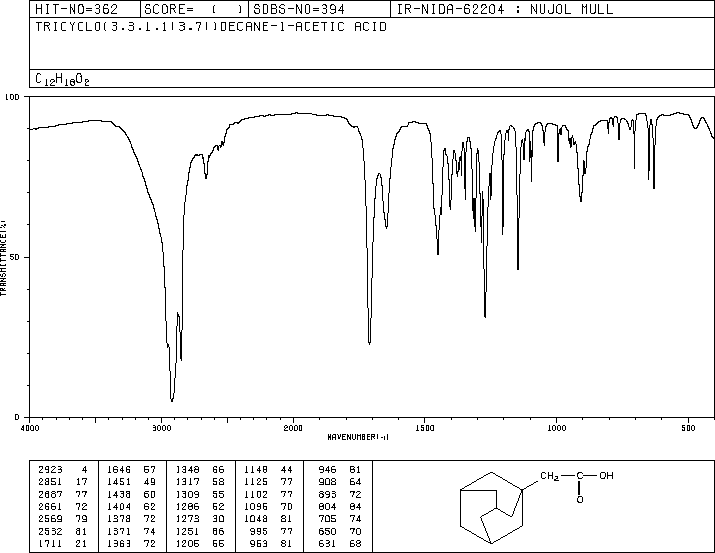 HIT-NO=362 SCORE= ( ) SDBS-NO=394 IR-NIDA-62204 : NUJOL MULL
TRICYCLO(3.3.1.1(3.7))DECANE-1-ACETIC ACID
C12H18O2
100
50
0
TRANSMITTANCE(%)
4000 3000 2000 1500 1000 500
WAVENUMBER(-1)
2923 4 1646 57 1348 66 1148 44 946 81
2851 17 1451 49 1317 58 1125 77 908 64
2687 77 1438 60 1309 55 1102 77 893 72
2661 72 1404 62 1286 52 1096 70 804 84
2569 79 1378 72 1273 30 1048 81 705 74
2532 81 1371 74 1251 86 995 77 650 70
1711 21 1363 72 1205 55 963 81 631 68
CH2 C OH
O